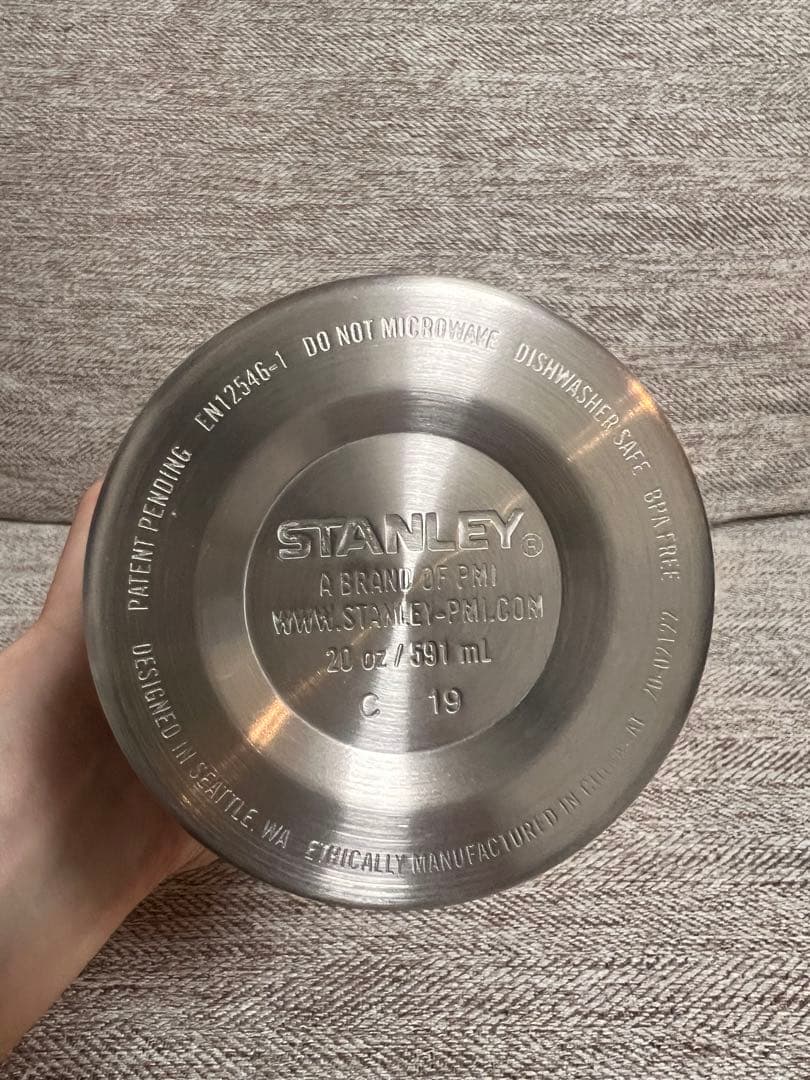 STANLEY®
A BRAND OF PMI
WWW.STANLEY-PMI.COM
20 oz / 591 mL
C 19
PATENT PENDING EN12546-1 DO NOT MICROWAVE DISHWASHER SAFE BPA FREE
DESIGNED IN SEATTLE, WA ETHICALLY MANUFACTURED IN